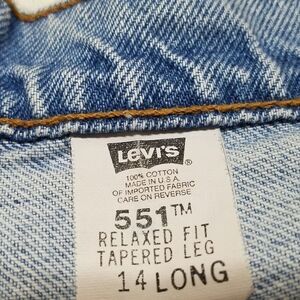 LEVI'S ®
100% COTTON
MADE IN U.S.A.
OF IMPORTED FABRIC
CARE ON REVERSE
551™
RELAXED FIT
TAPERED LEG
14 LONG